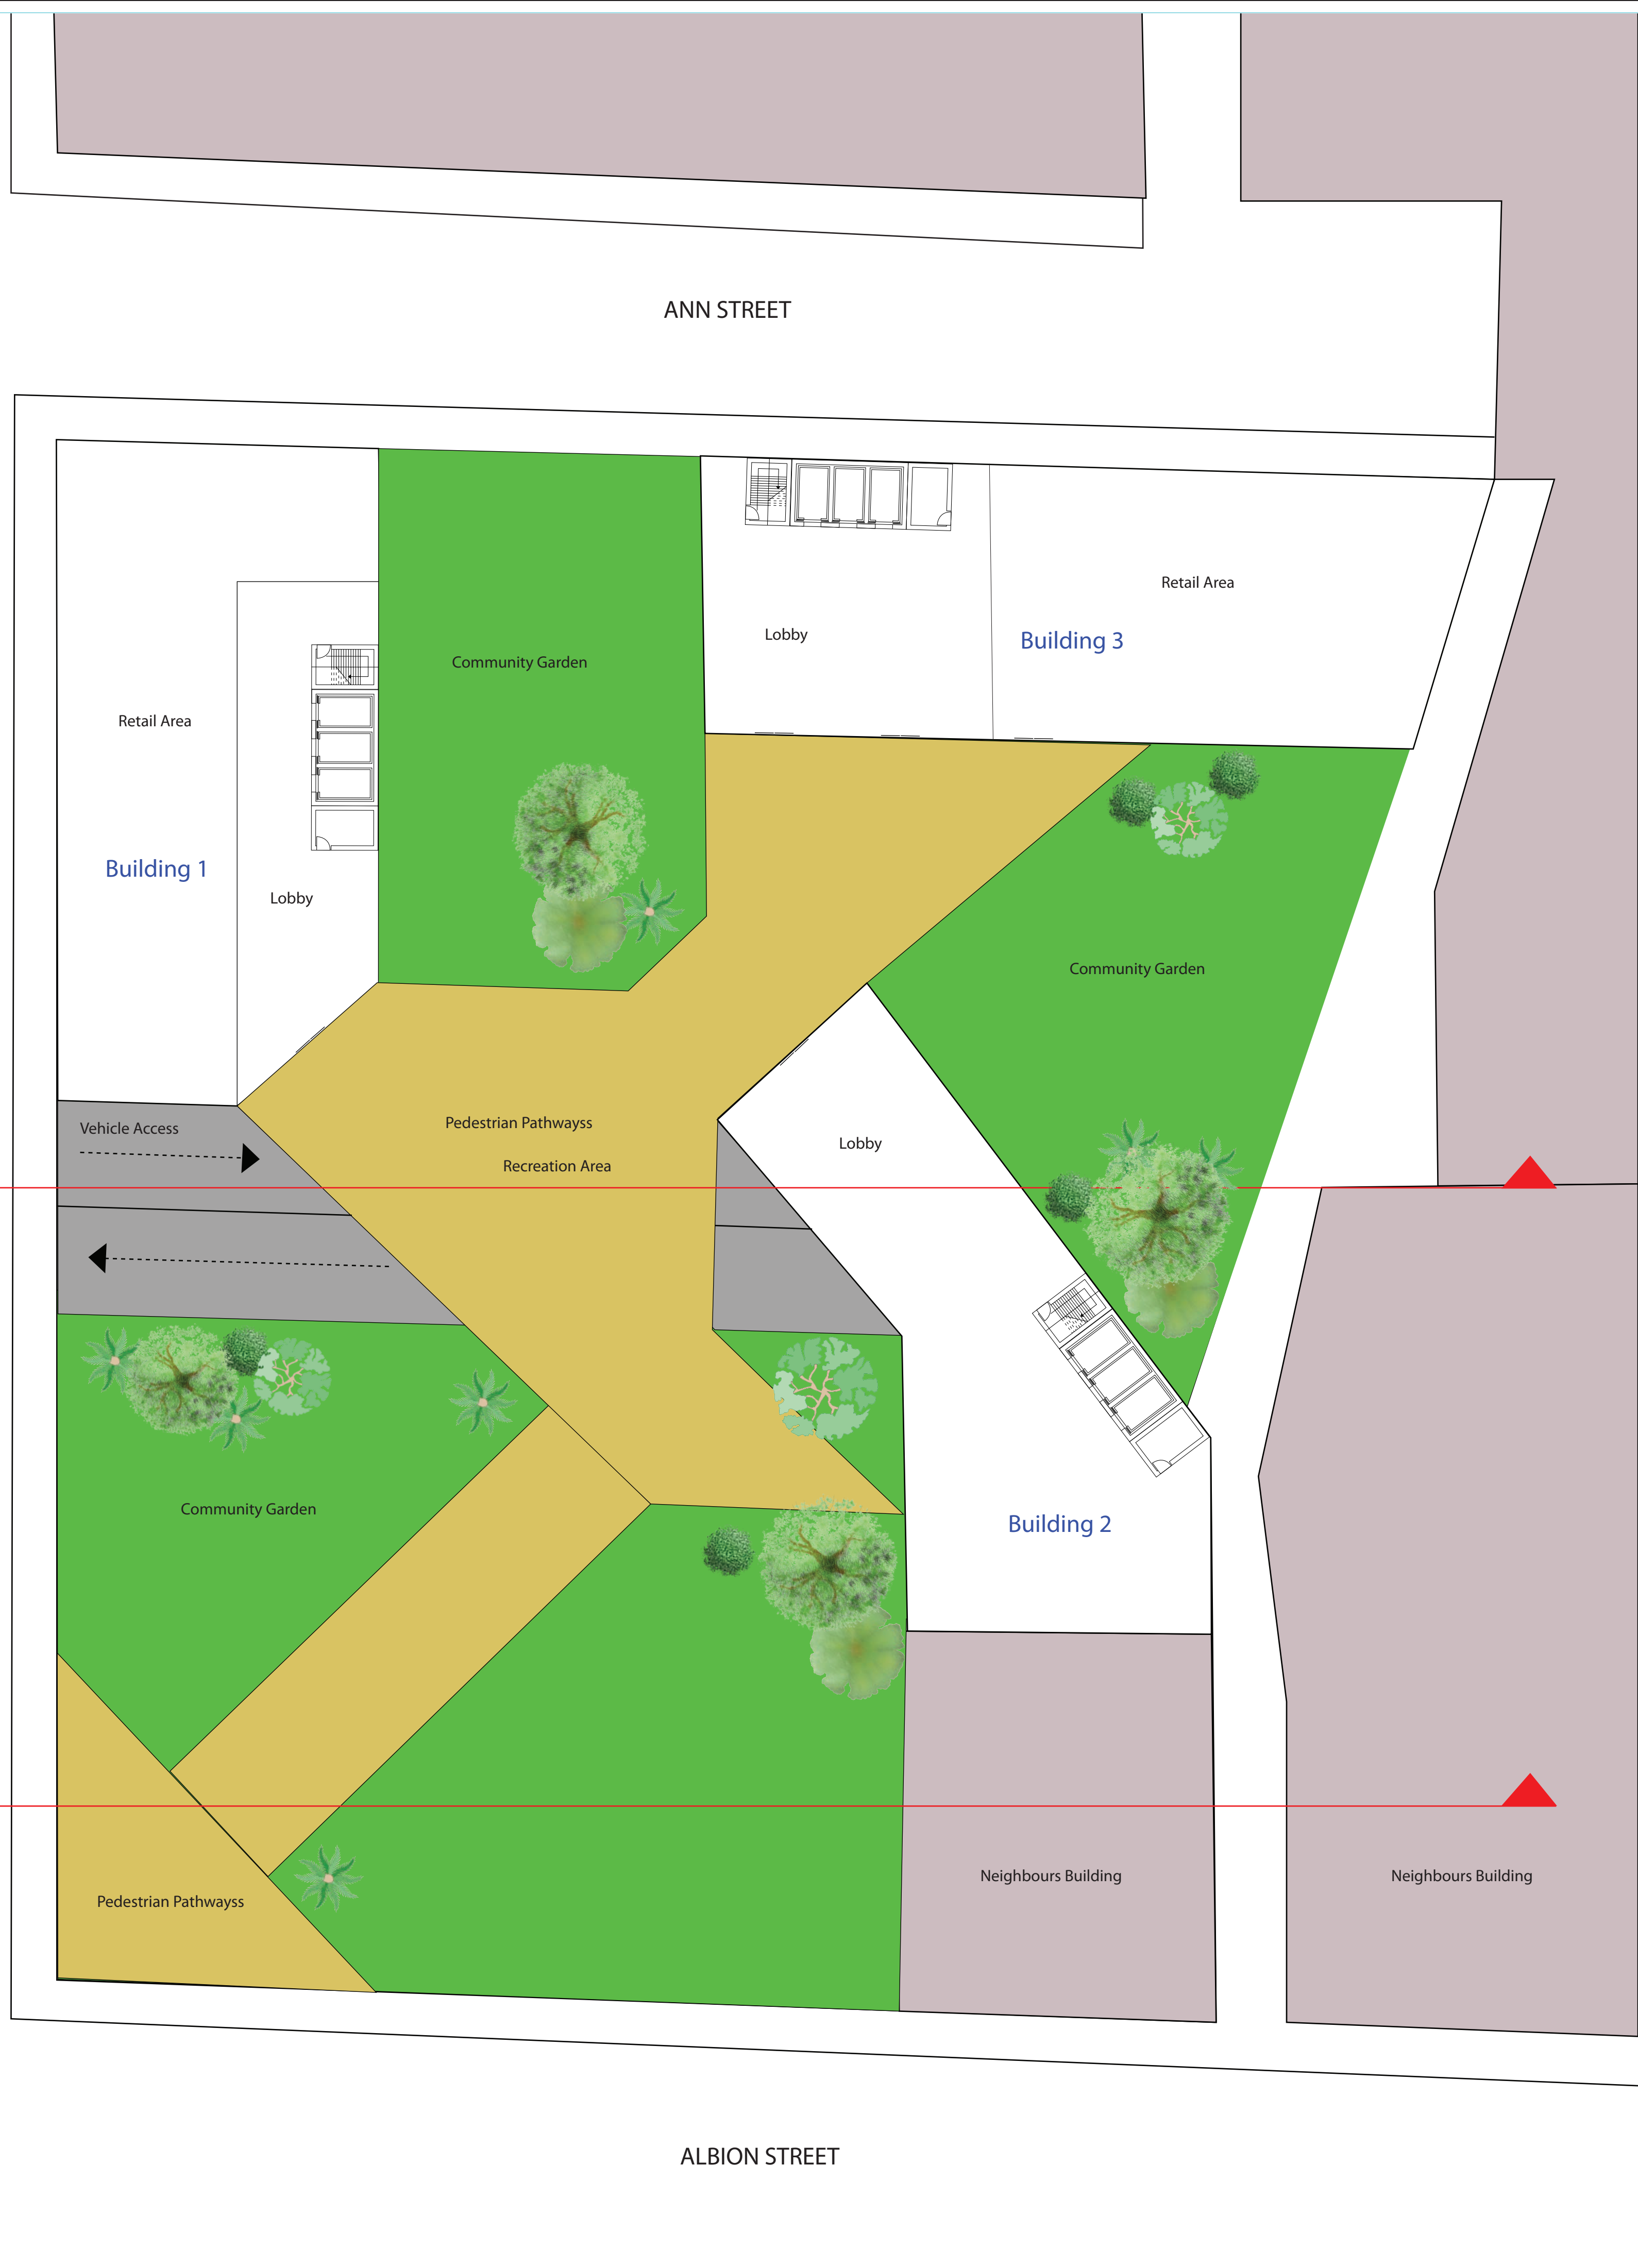 ANN STREET
Retail Area
Lobby
Building 3
Community Garden
Retail Area
Building 1
Lobby
Community Garden
Pedestrian Pathwayss
Vehicle Access
Lobby
Recreation Area
Community Garden
Building 2
Neighbours Building
Neighbours Building
Pedestrian Pathwayss
ALBION STREET